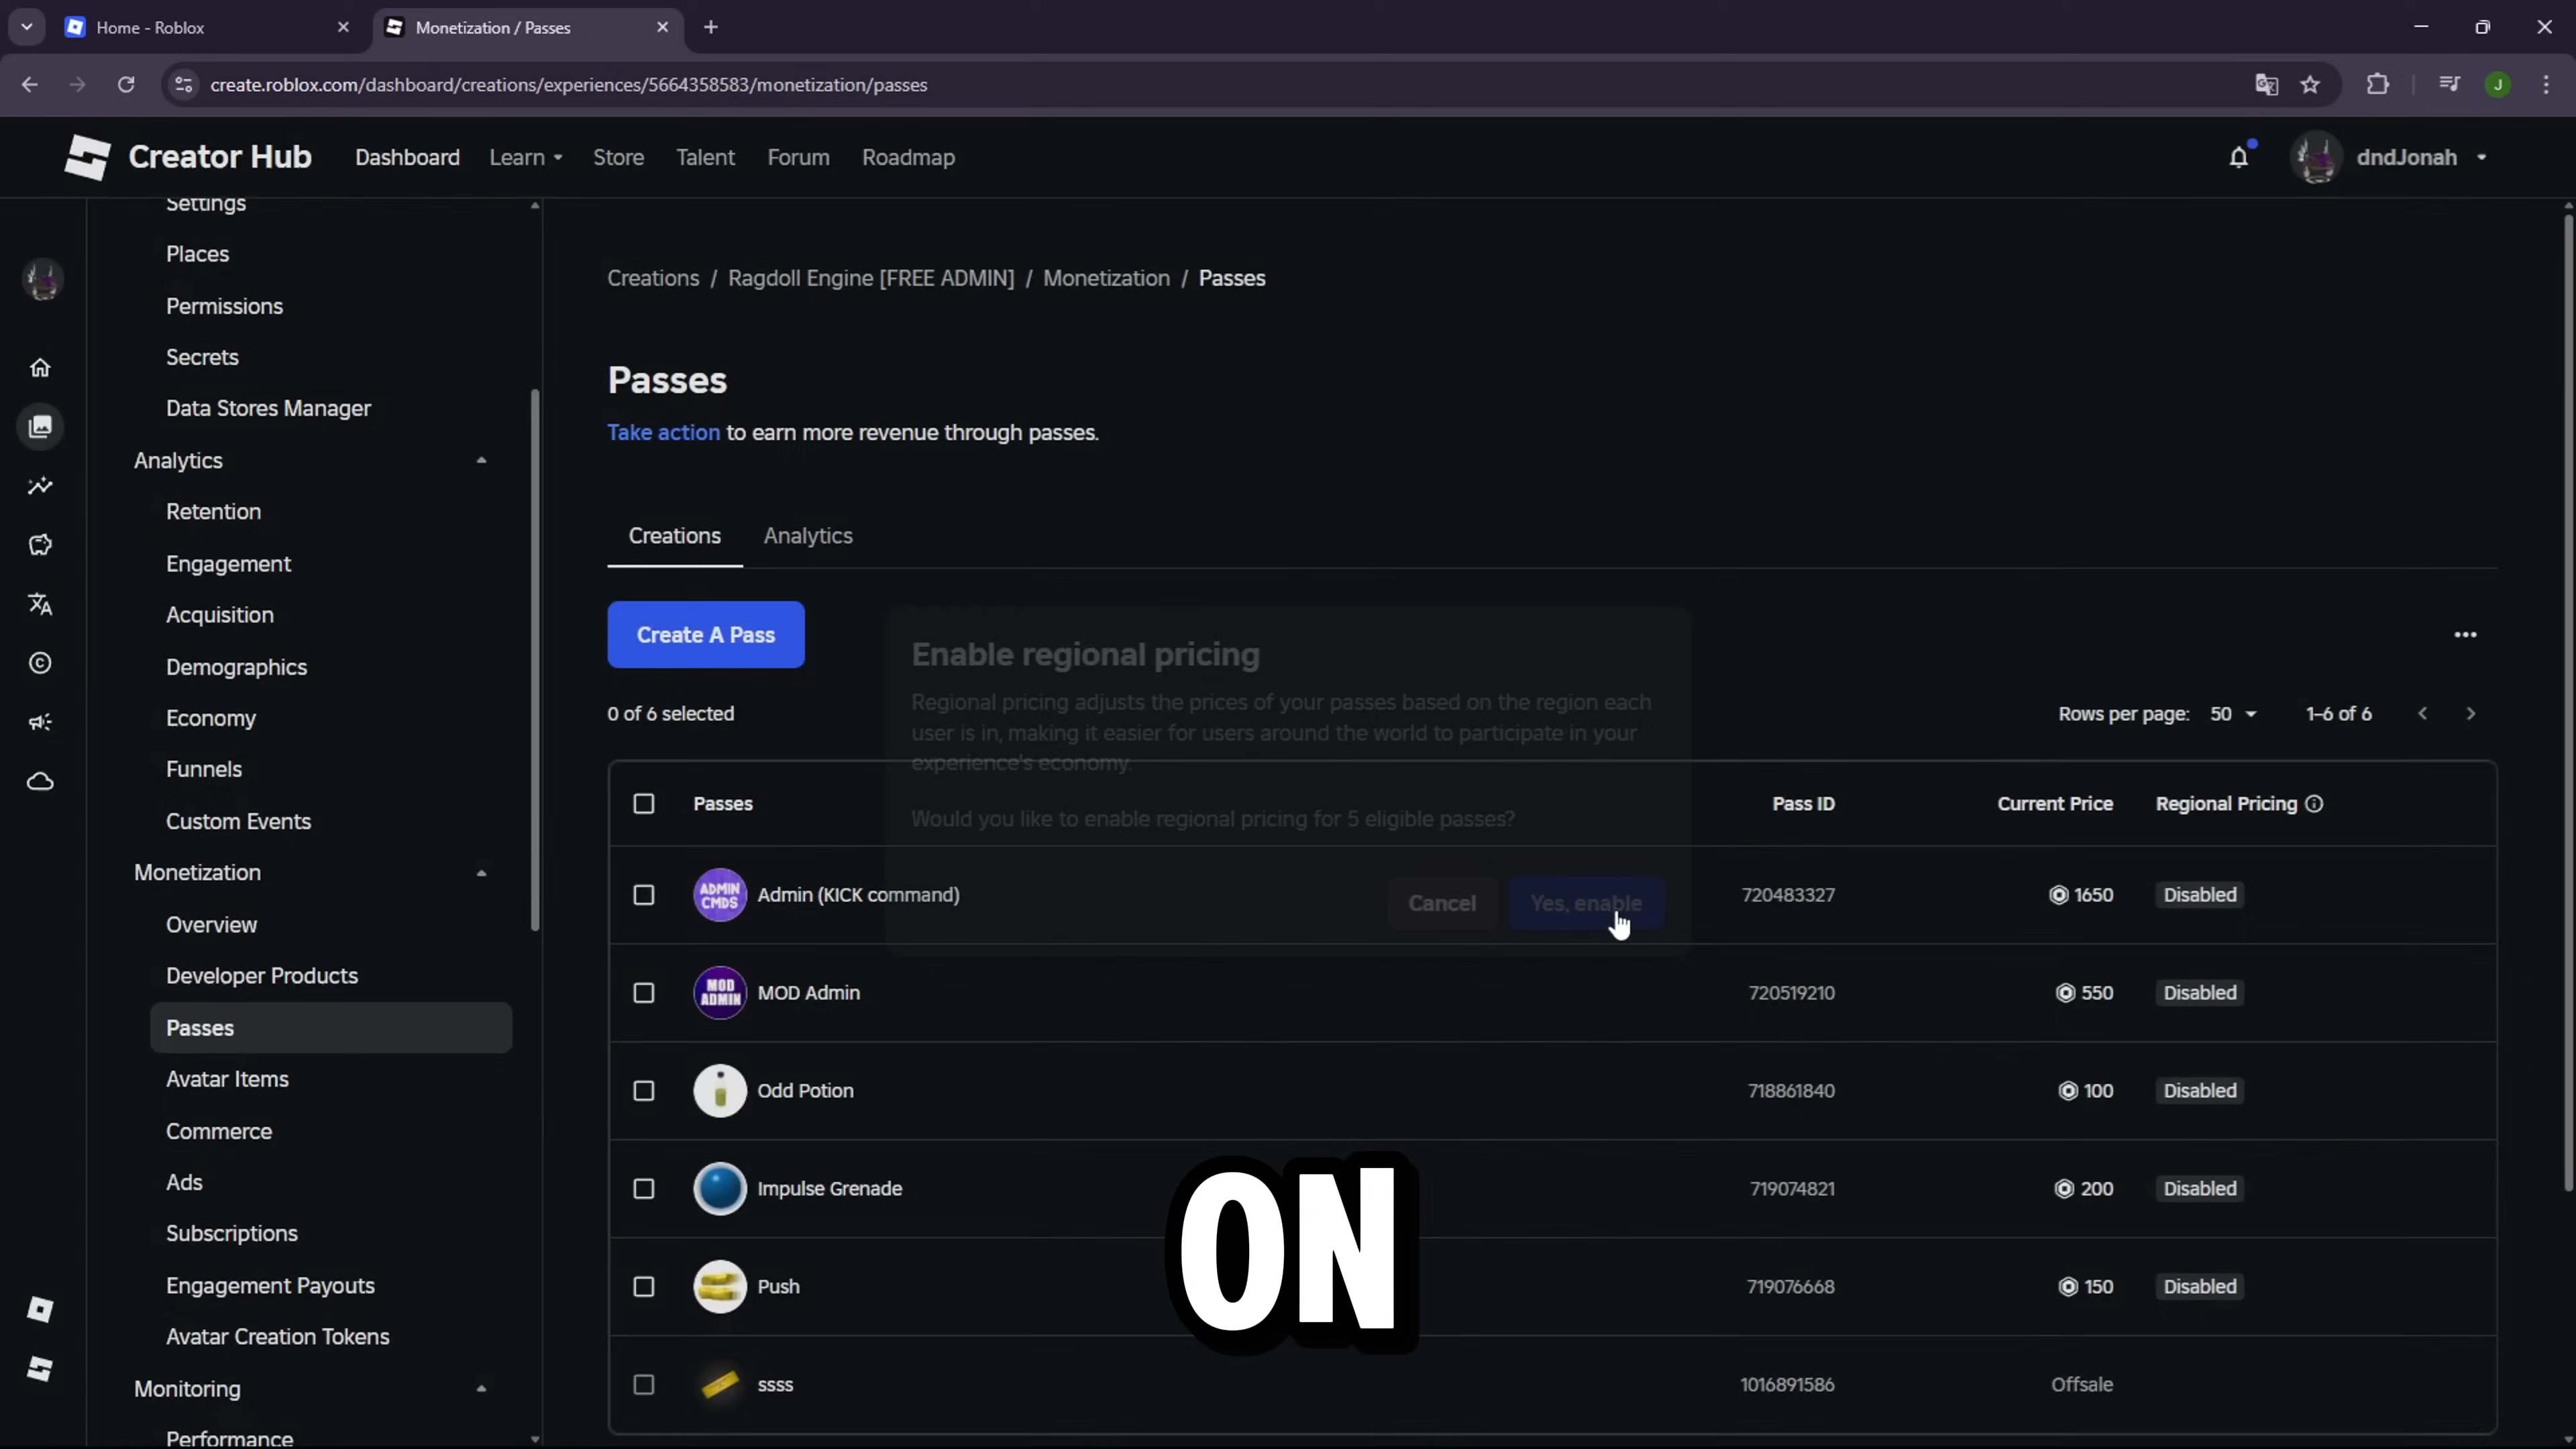 Home - Roblox
Monetization / Passes
create.roblox.com/dashboard/creations/experiences/5664358583/monetization/passes
J
Creator Hub
Dashboard
Learn
Store
Talent
Forum
Roadmap
dndJonah
Settings
Places
Permissions
Secrets
Data Stores Manager
Analytics
Retention
Engagement
Acquisition
Demographics
Economy
Funnels
Custom Events
Monetization
Overview
Developer Products
Passes
Avatar Items
Commerce
Ads
Subscriptions
Engagement Payouts
Avatar Creation Tokens
Monitoring
Performance
Creations / Ragdoll Engine [FREE ADMIN] / Monetization / Passes
Passes
Take action to earn more revenue through passes.
Creations
Analytics
Create A Pass
Enable regional pricing
Regional pricing adjusts the prices of your passes based on the region each
user is in, making it easier for users around the world to participate in your
experience's economy.
Would you like to enable regional pricing for 5 eligible passes?
Cancel
Yes, enable
0 of 6 selected
Rows per page: 50
1–6 of 6
Passes
Pass ID
Current Price
Regional Pricing
ADMIN
CMDS
Admin (KICK command)
720483327
1650
Disabled
MOD
ADMIN
MOD Admin
720519210
550
Disabled
Odd Potion
718861840
100
Disabled
Impulse Grenade
719074821
200
Disabled
Push
719076668
150
Disabled
ssss
1016891586
Offsale
ON